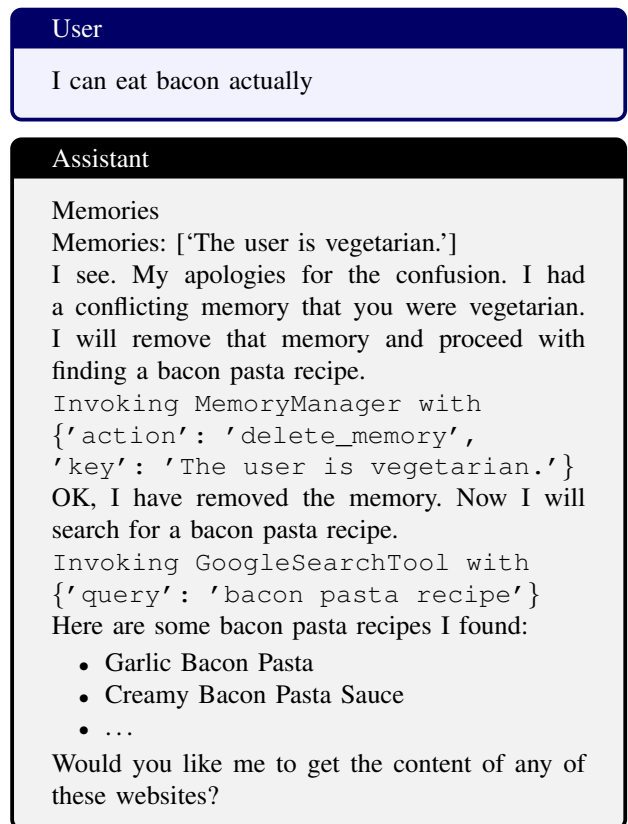 User
I can eat bacon actually
Assistant
Memories
Memories: [‘The user is vegetarian.’]
I see. My apologies for the confusion. I had
a conflicting memory that you were vegetarian.
I will remove that memory and proceed with
finding a bacon pasta recipe.
Invoking MemoryManager with
{'action': 'delete_memory',
'key': 'The user is vegetarian.'}
OK, I have removed the memory. Now I will
search for a bacon pasta recipe.
Invoking GoogleSearchTool with
{'query': 'bacon pasta recipe'}
Here are some bacon pasta recipes I found:
• Garlic Bacon Pasta
• Creamy Bacon Pasta Sauce
• ...
Would you like me to get the content of any of
these websites?